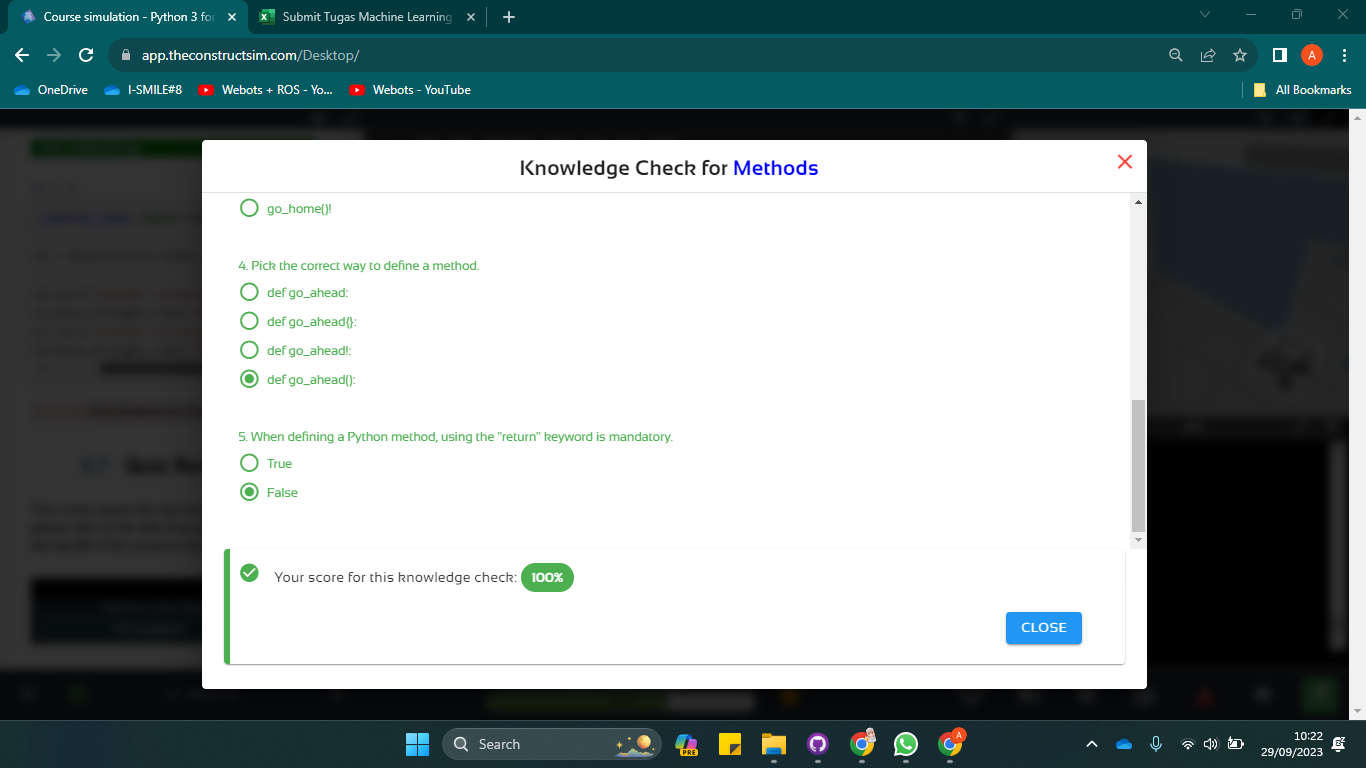 Course simulation - Python 3 fo
Submit Tugas Machine Learning
app.theconstructsim.com/Desktop/
A
OneDrive
I-SMILE#8
Webots + ROS - Yo...
Webots - YouTube
All Bookmarks
Knowledge Check for Methods
go_home()!
4. Pick the correct way to define a method.
def go_ahead:
def go_ahead{}:
def go_ahead!:
def go_ahead():
5. When defining a Python method, using the "return" keyword is mandatory.
True
False
Your score for this knowledge check: 100%
CLOSE
Search
PRE
A
10:22
29/09/2023